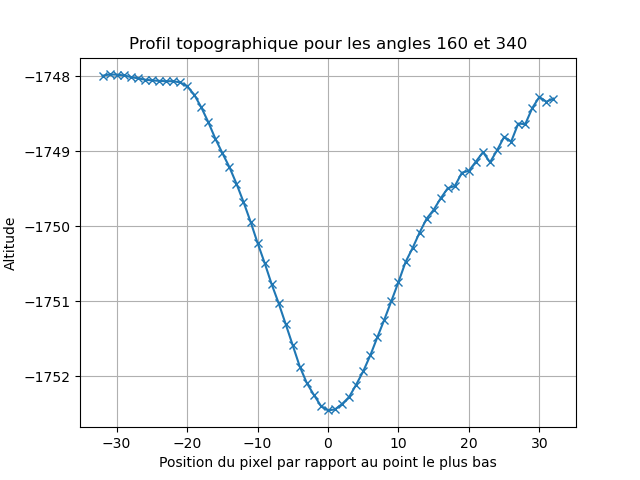 Profil topographique pour les angles 160 et 340
Altitude
−1748
−1749
−1750
−1751
−1752
−30 −20 −10 0 10 20 30
Position du pixel par rapport au point le plus bas